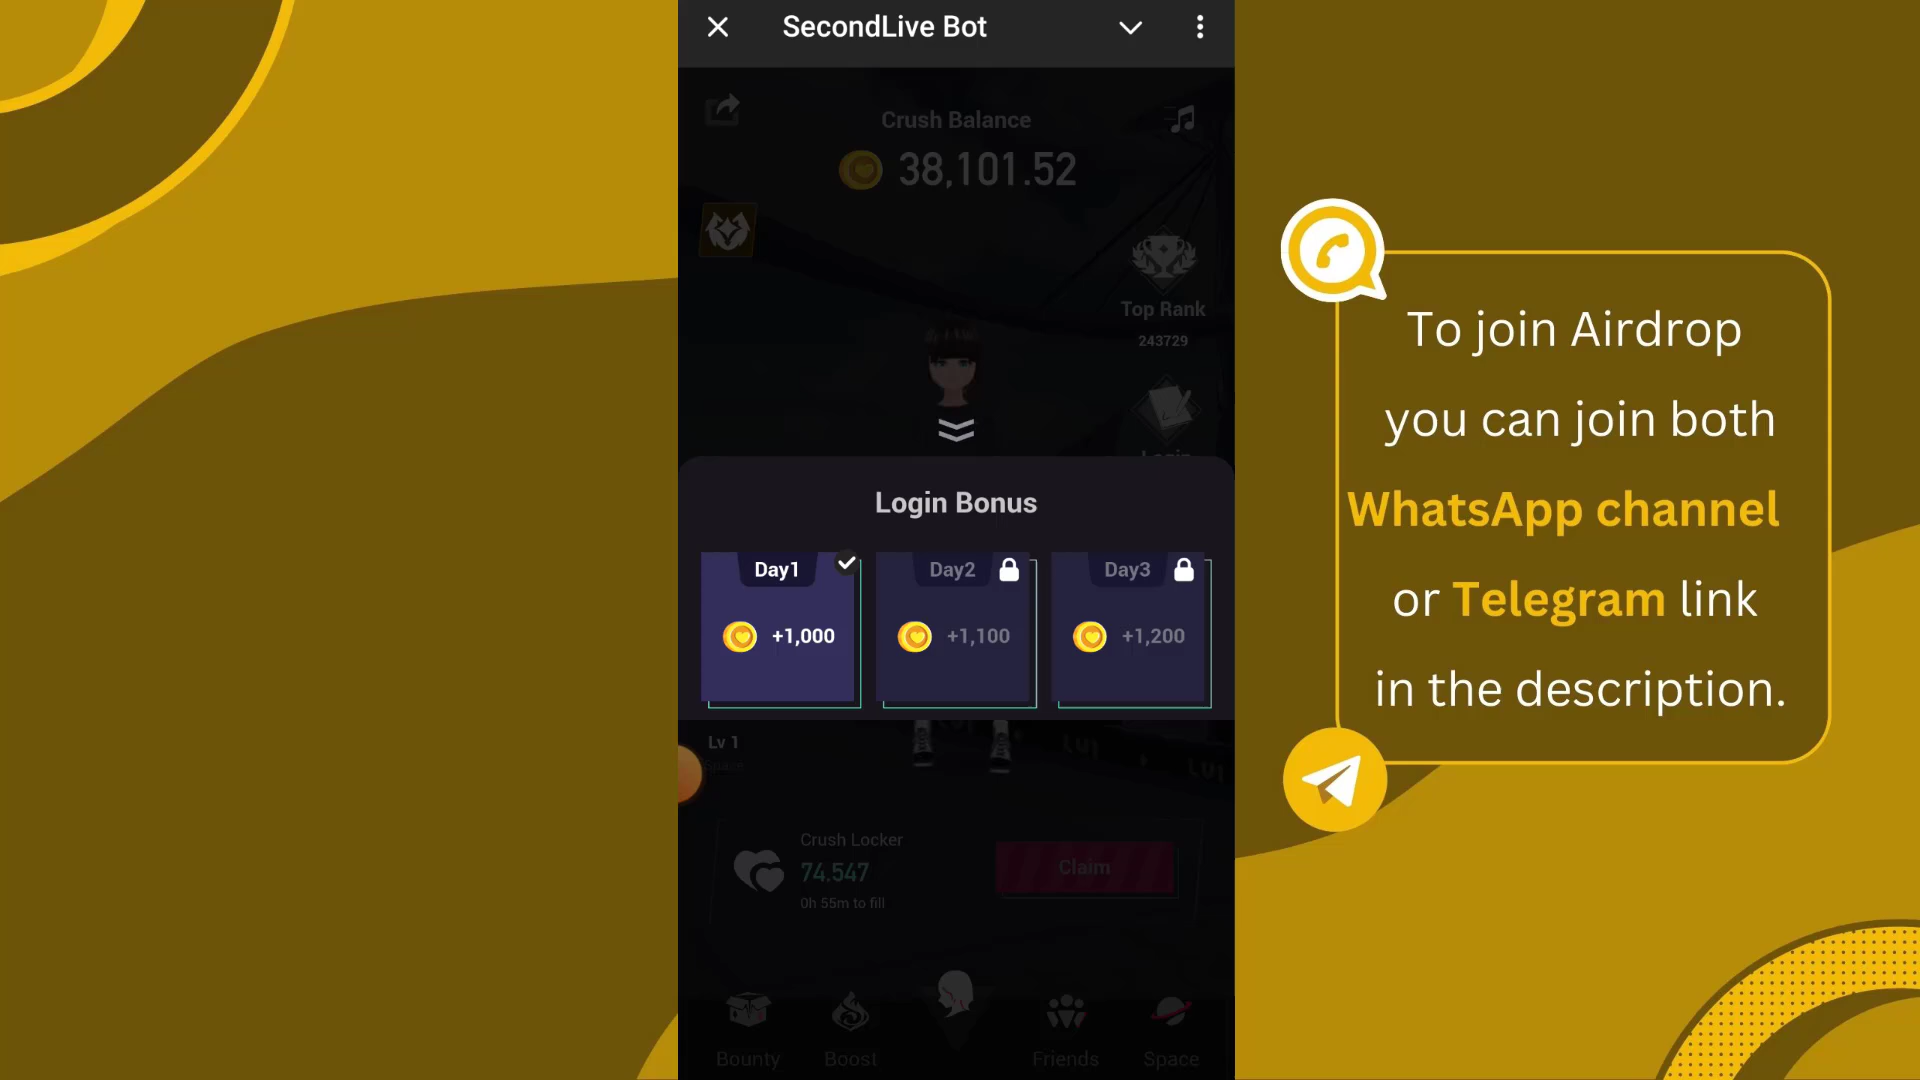 SecondLive Bot
Crush Balance
38,101.52
Top Rank
243729
Login
Login Bonus
Day1
+1,000
Day2
+1,100
Day3
+1,200
Lv 1
Space
Crush Locker
74.547
0h 55m to fill
Claim
Bounty
Boost
Friends
Space
To join Airdrop
you can join both
WhatsApp channel
or Telegram link
in the description.